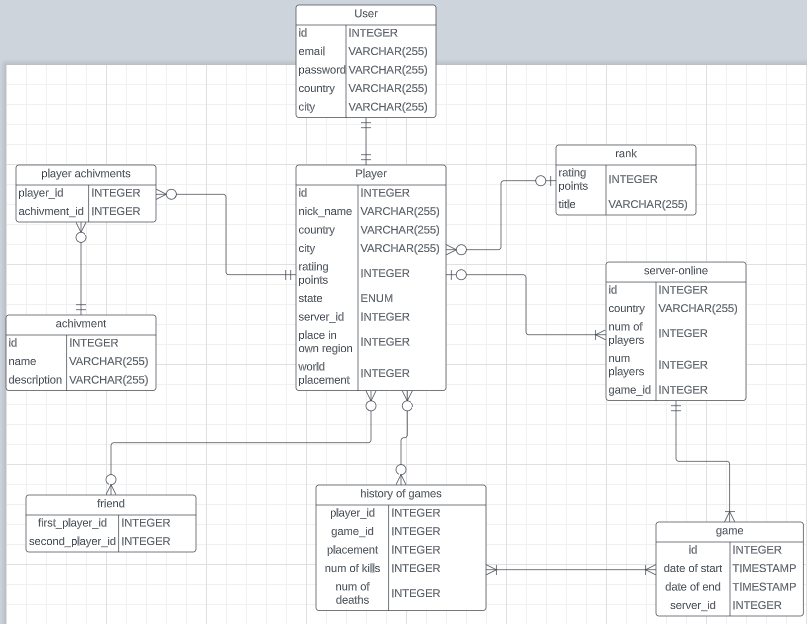 User
id INTEGER
email VARCHAR(255)
password VARCHAR(255)
country VARCHAR(255)
city VARCHAR(255)
player achivments
player_id INTEGER
achivment_id INTEGER
Player
id INTEGER
nick_name VARCHAR(255)
country VARCHAR(255)
city VARCHAR(255)
ratiing
points INTEGER
state ENUM
server_id INTEGER
place in
own region INTEGER
world
placement INTEGER
rank
rating
points INTEGER
title VARCHAR(255)
server-online
id INTEGER
country VARCHAR(255)
num of
players INTEGER
num
players INTEGER
game_id INTEGER
achivment
id INTEGER
name VARCHAR(255)
description VARCHAR(255)
friend
first_player_id INTEGER
second_player_id INTEGER
history of games
player_id INTEGER
game_id INTEGER
placement INTEGER
num of kills INTEGER
num of
deaths INTEGER
game
id INTEGER
date of start TIMESTAMP
date of end TIMESTAMP
server_id INTEGER